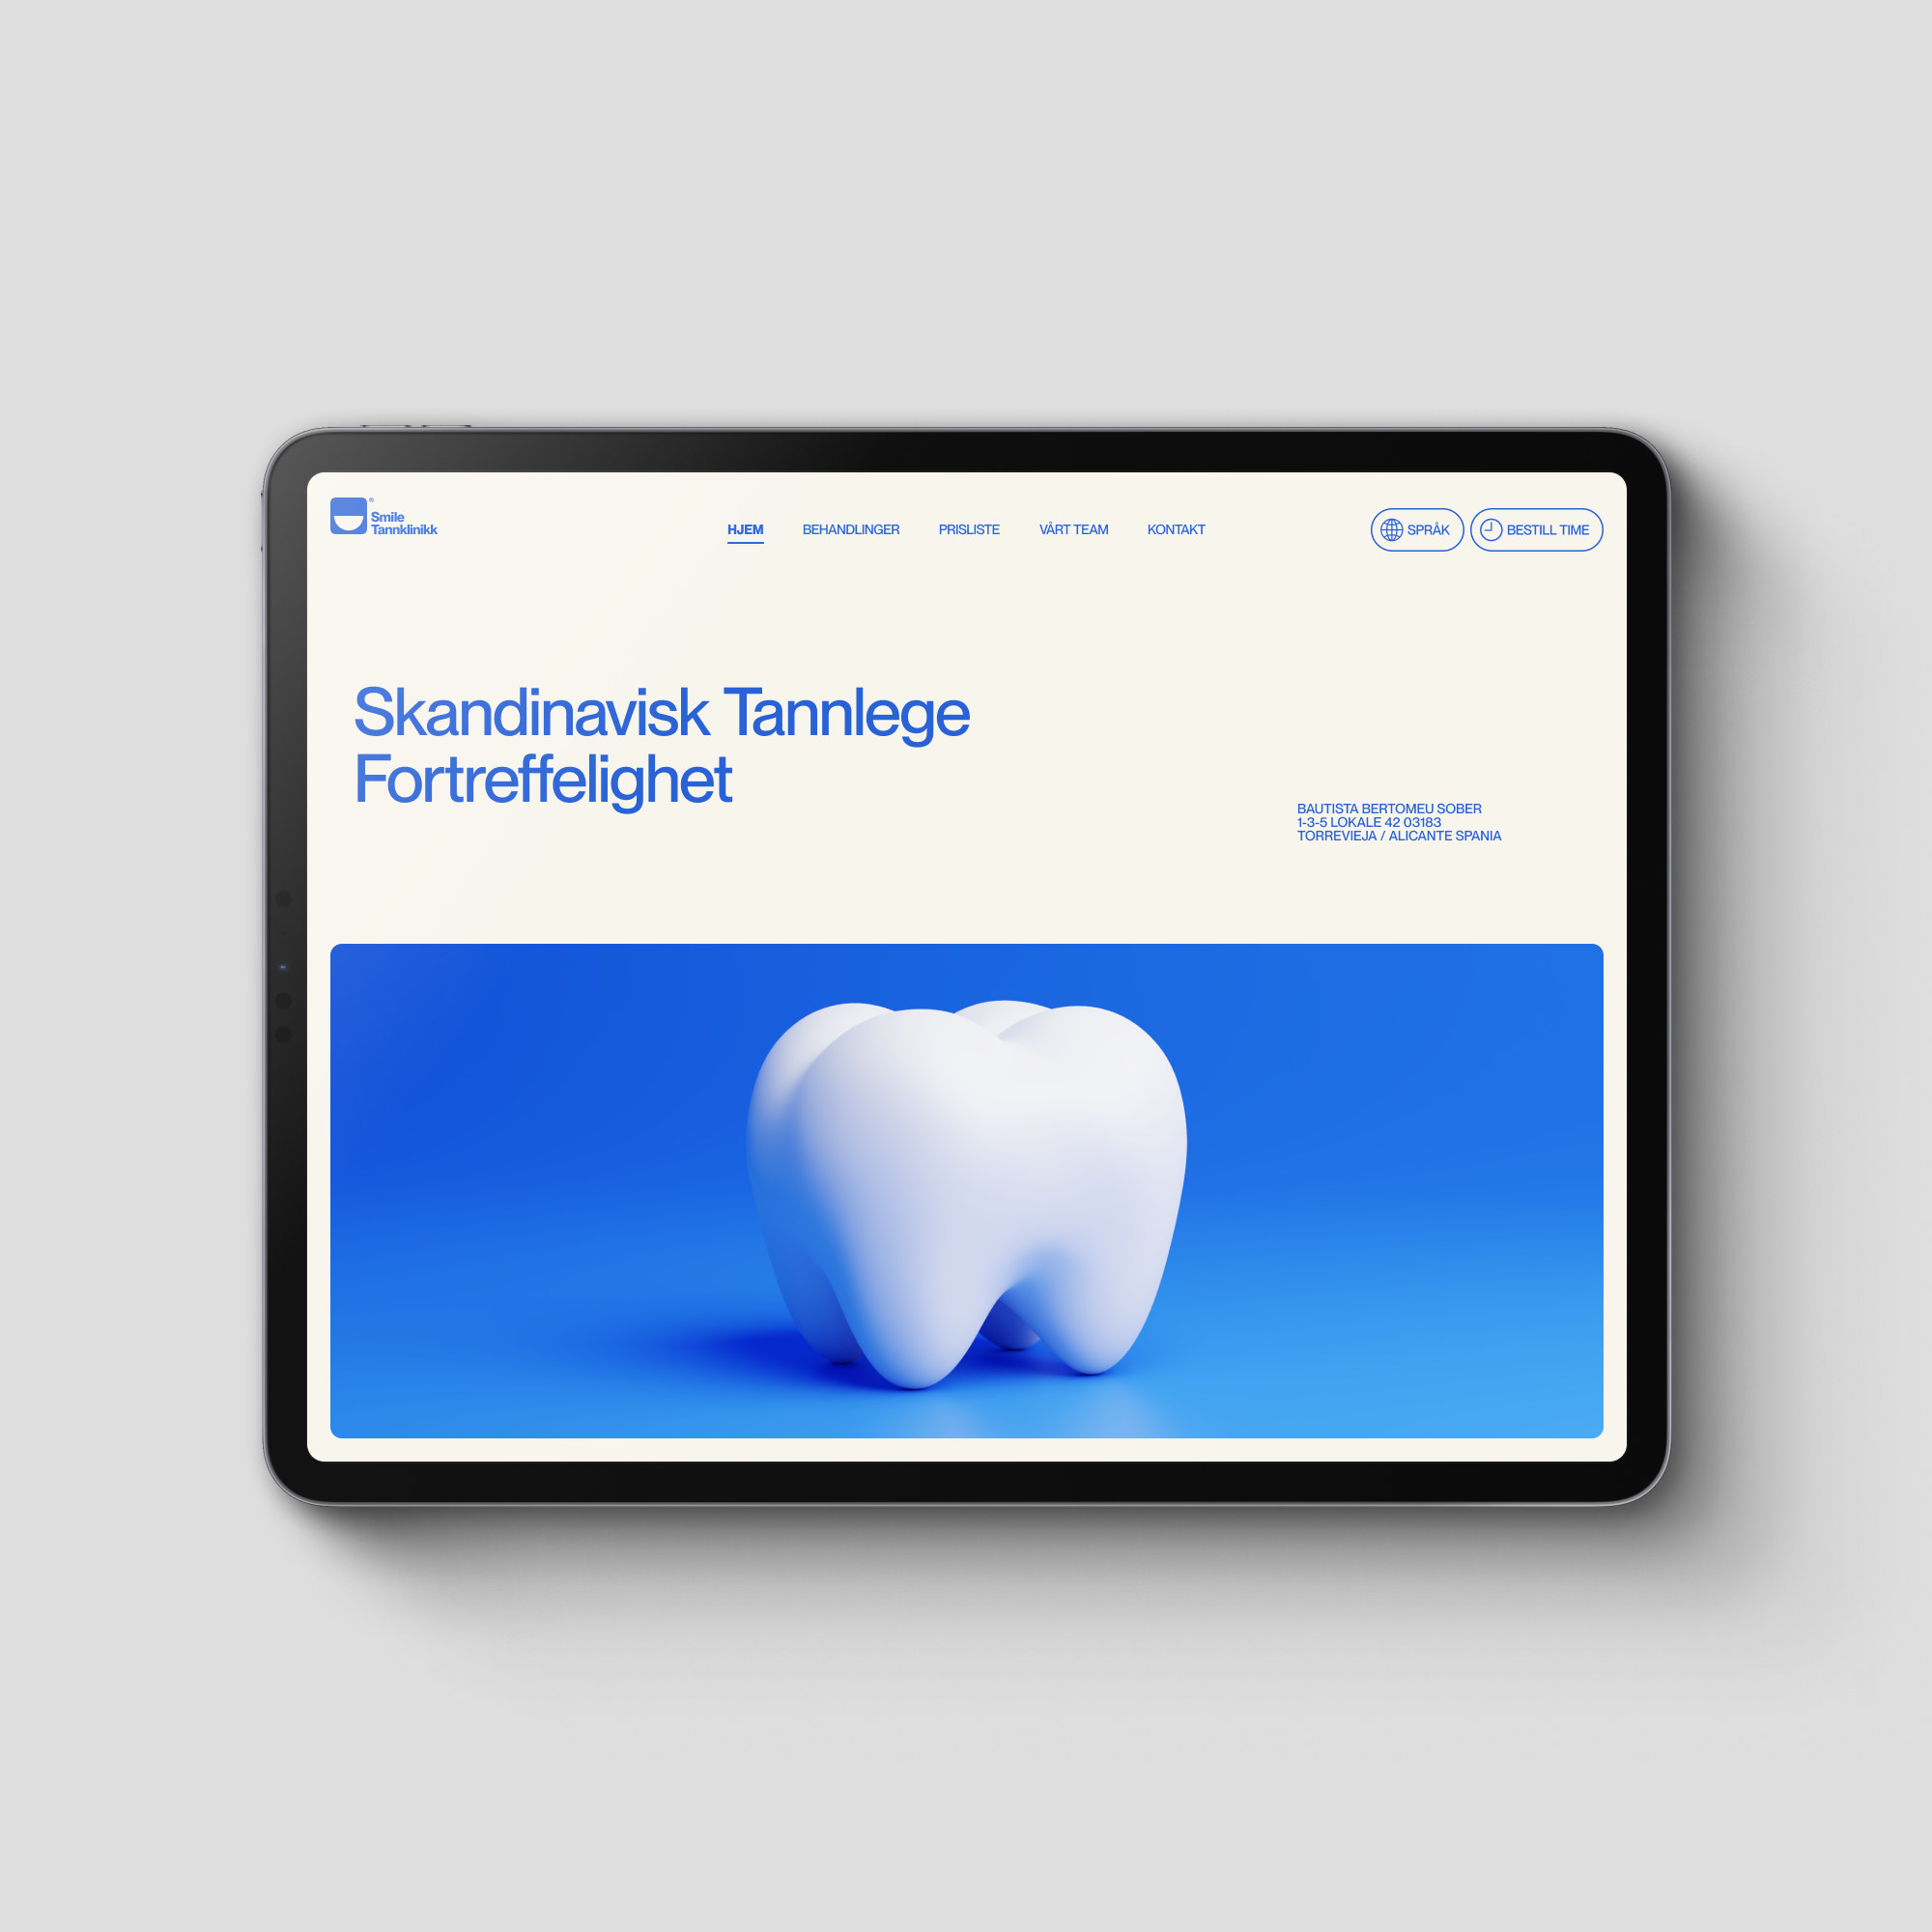 ®
Smile
Tannklinikk
HJEM BEHANDLINGER PRISLISTE VÅRT TEAM KONTAKT
SPRÅK BESTILL TIME
Skandinavisk Tannlege
Fortreffelighet
BAUTISTA BERTOMEU SOBER
1-3-5 LOKALE 42 03183
TORREVIEJA / ALICANTE SPANIA